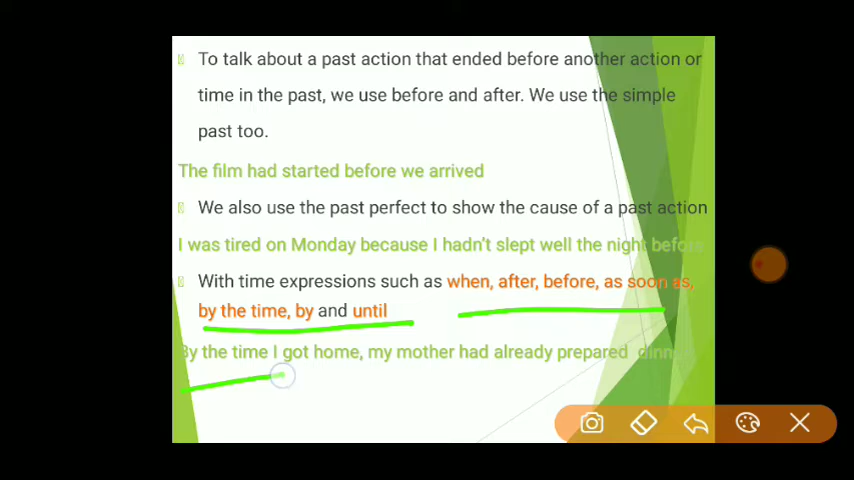 To talk about a past action that ended before another action or
time in the past, we use before and after. We use the simple
past too.
The film had started before we arrived
We also use the past perfect to show the cause of a past action
I was tired on Monday because I hadn't slept well the night before
With time expressions such as when, after, before, as soon as,
by the time, by and until
By the time I got home, my mother had already prepared